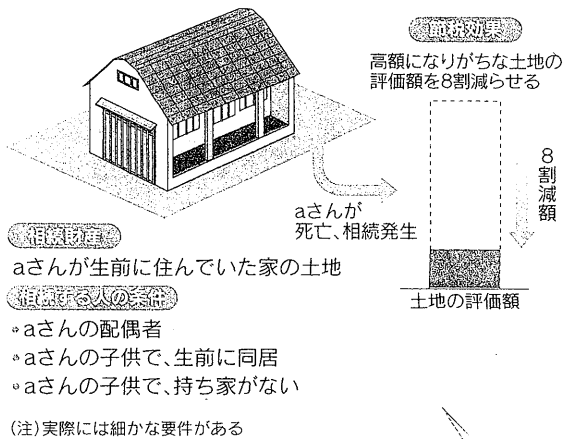 節税効果
高額になりがちな土地の
評価額を8割減らせる
8割減額
aさんが
死亡、相続発生
土地の評価額
相続財産
aさんが生前に住んでいた家の土地
相続する人の条件
aさんの配偶者
aさんの子供で、生前に同居
aさんの子供で、持ち家がない
(注)実際には細かな要件がある